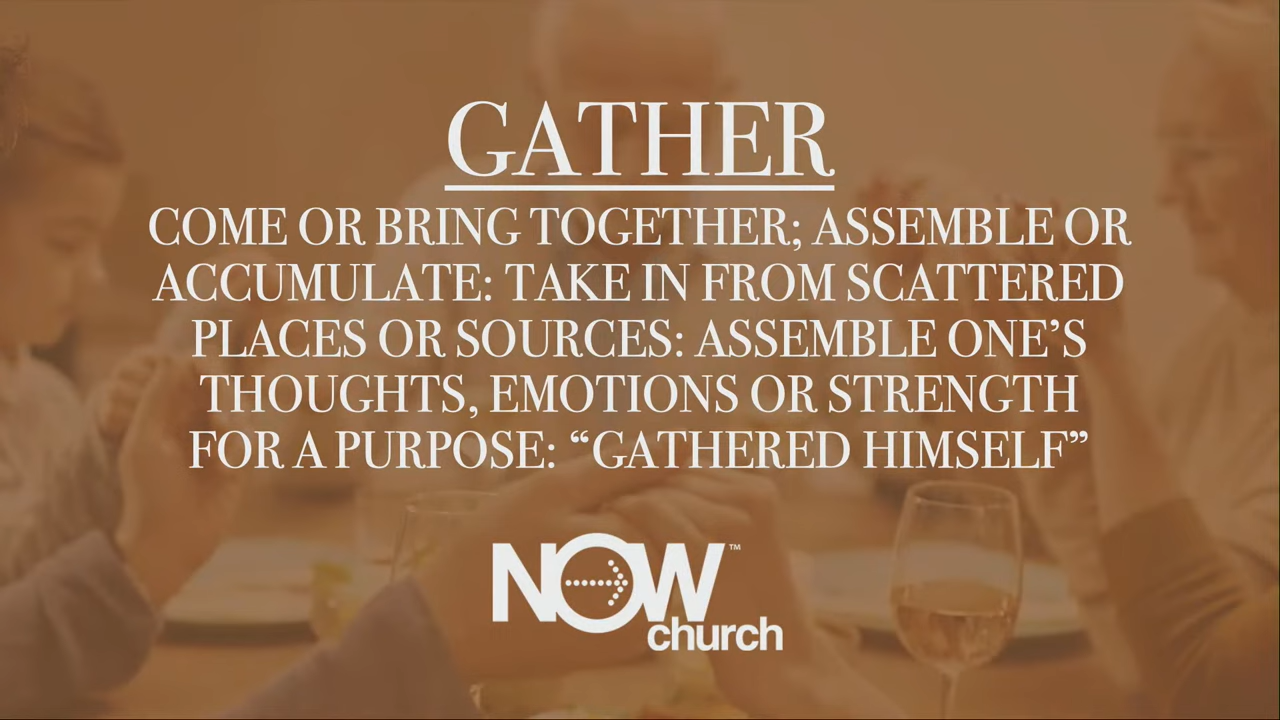 GATHER
COME OR BRING TOGETHER; ASSEMBLE OR
ACCUMULATE: TAKE IN FROM SCATTERED
PLACES OR SOURCES: ASSEMBLE ONE’S
THOUGHTS, EMOTIONS OR STRENGTH
FOR A PURPOSE: “GATHERED HIMSELF”
NOW™
church